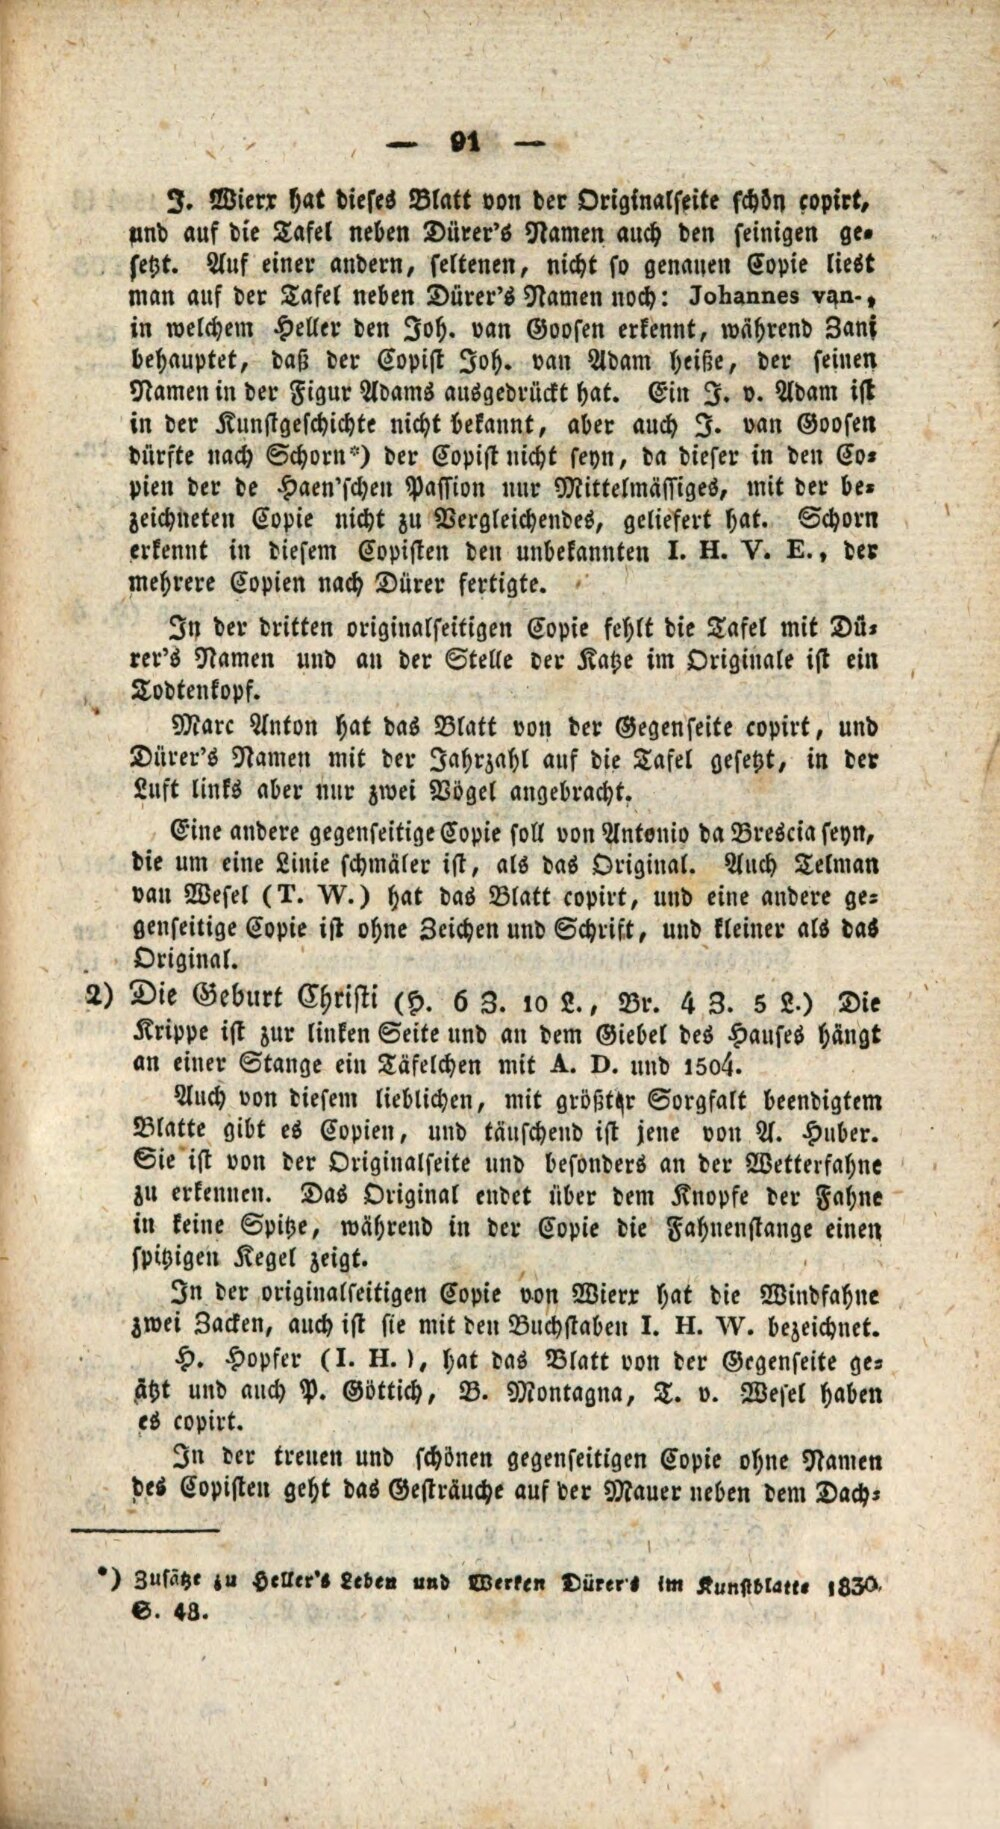 — 91 —
J. Wierx hat dieses Blatt von der Originalseite schön copirt,
und auf die Tafel neben Dürer's Namen auch den seinigen ge-
setzt. Auf einer andern, seltenen, nicht so genauen Copie liest
man auf der Tafel neben Dürer's Namen noch: Johannes van-,
in welchem Heller den Joh. van Goosen erkennt, während Zani
behauptet, daß der Copist Joh. van Adam heiße, der seinen
Namen in der Figur Adams ausgedrückt hat. Ein J. v. Adam ist
in der Kunstgeschichte nicht bekannt, aber auch J. van Goosen
dürfte nach Schorn*) der Copist nicht seyn, da dieser in den Co-
pien der de Haen'schen Passion nur Mittelmässiges, mit der be-
zeichneten Copie nicht zu Vergleichendes, geliefert hat. Schorn
erkennt in diesem Copisten den unbekannten I. H. V. E., der
mehrere Copien nach Dürer fertigte.
In der dritten originalseitigen Copie fehlt die Tafel mit Dü-
rer's Namen und an der Stelle der Katze im Originale ist ein
Todtenkopf.
Marc Anton hat das Blatt von der Gegenseite copirt, und
Dürer's Namen mit der Jahrzahl auf die Tafel gesetzt, in der
Luft links aber nur zwei Vögel angebracht.
Eine andere gegenseitige Copie soll von Antonio da Brescia seyn,
die um eine Linie schmäler ist, als das Original. Auch Telman
van Wesel (T. W.) hat das Blatt copirt, und eine andere ge-
genseitige Copie ist ohne Zeichen und Schrift, und kleiner als das
Original.
2) Die Geburt Christi (H. 6 Z. 10 L., Br. 4 Z. 5 L.) Die
Krippe ist zur linken Seite und an dem Giebel des Hauses hängt
an einer Stange ein Täfelchen mit A. D. und 1504.
Auch von diesem lieblichen, mit größter Sorgfalt beendigtem
Blatte gibt es Copien, und täuschend ist jene von A. Huber.
Sie ist von der Originalseite und besonders an der Wetterfahne
zu erkennen. Das Original endet über dem Knopfe der Fahne
in keine Spitze, während in der Copie die Fahnenstange einen
spitzigen Kegel zeigt.
In der originalseitigen Copie von Wierx hat die Windfahne
zwei Zacken, auch ist sie mit den Buchstaben I. H. W. bezeichnet.
H. Hopfer (I. H.), hat das Blatt von der Gegenseite ge-
ätzt und auch P. Göttich, B. Montagna, T. v. Wesel haben
es copirt.
In der treuen und schönen gegenseitigen Copie ohne Namen
des Copisten geht das Gesträuche auf der Mauer neben dem Dach-
*) Zusätze zu Heller's Leben und Werken Dürers im Kunstblatte 1830.
S. 48.